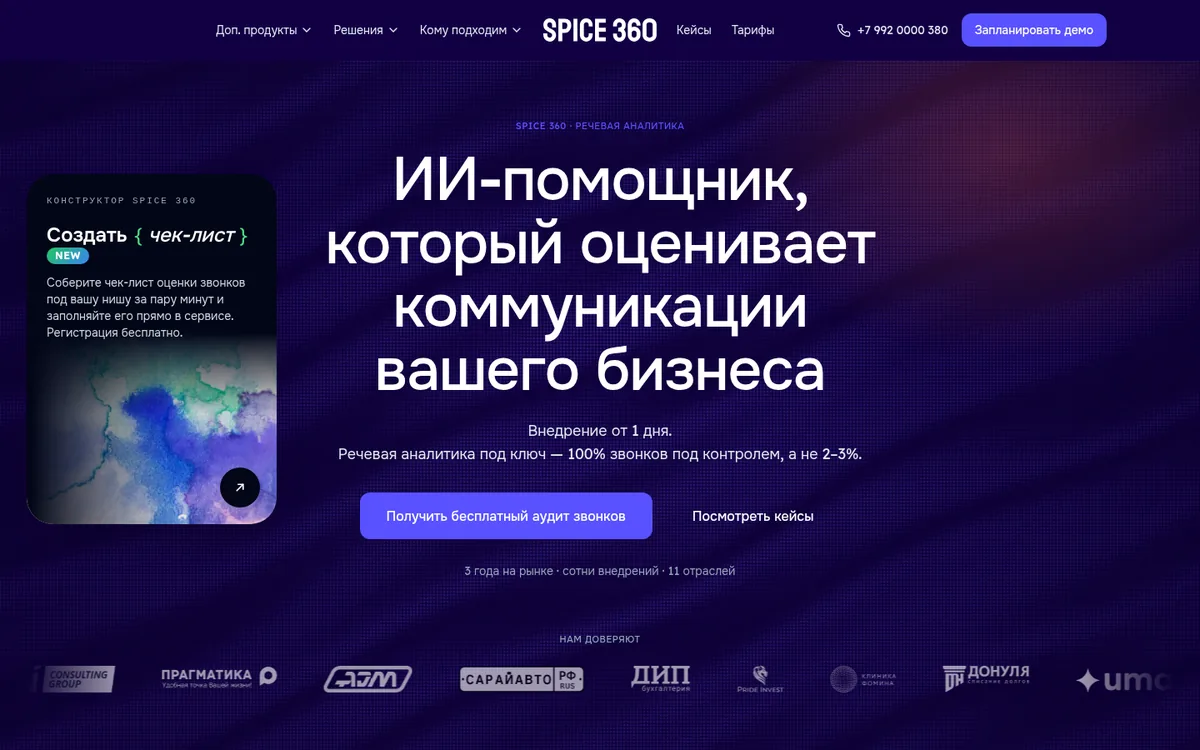 Доп. продукты
Решения
Кому подходим
SPICE 360
Кейсы
Тарифы
+7 992 0000 380
Запланировать демо
SPICE 360 · РЕЧЕВАЯ АНАЛИТИКА
ИИ-помощник,
который оценивает
коммуникации
вашего бизнеса
КОНСТРУКТОР SPICE 360
Создать { чек-лист }
NEW
Соберите чек-лист оценки звонков
под вашу нишу за пару минут и
заполняйте его прямо в сервисе.
Регистрация бесплатно.
Внедрение от 1 дня.
Речевая аналитика под ключ — 100% звонков под контролем, а не 2–3%.
Получить бесплатный аудит звонков
Посмотреть кейсы
3 года на рынке · сотни внедрений · 11 отраслей
НАМ ДОВЕРЯЮТ
CONSULTING
GROUP
ПРАГМАТИКА
Удобная точка Вашей жизни!
·САРАЙАВТО РФ·
RUS
ДИП
бухгалтерия
PRIDE INVEST
КЛИНИКА
ФОМИНА
ДОНУЛЯ
списание долгов